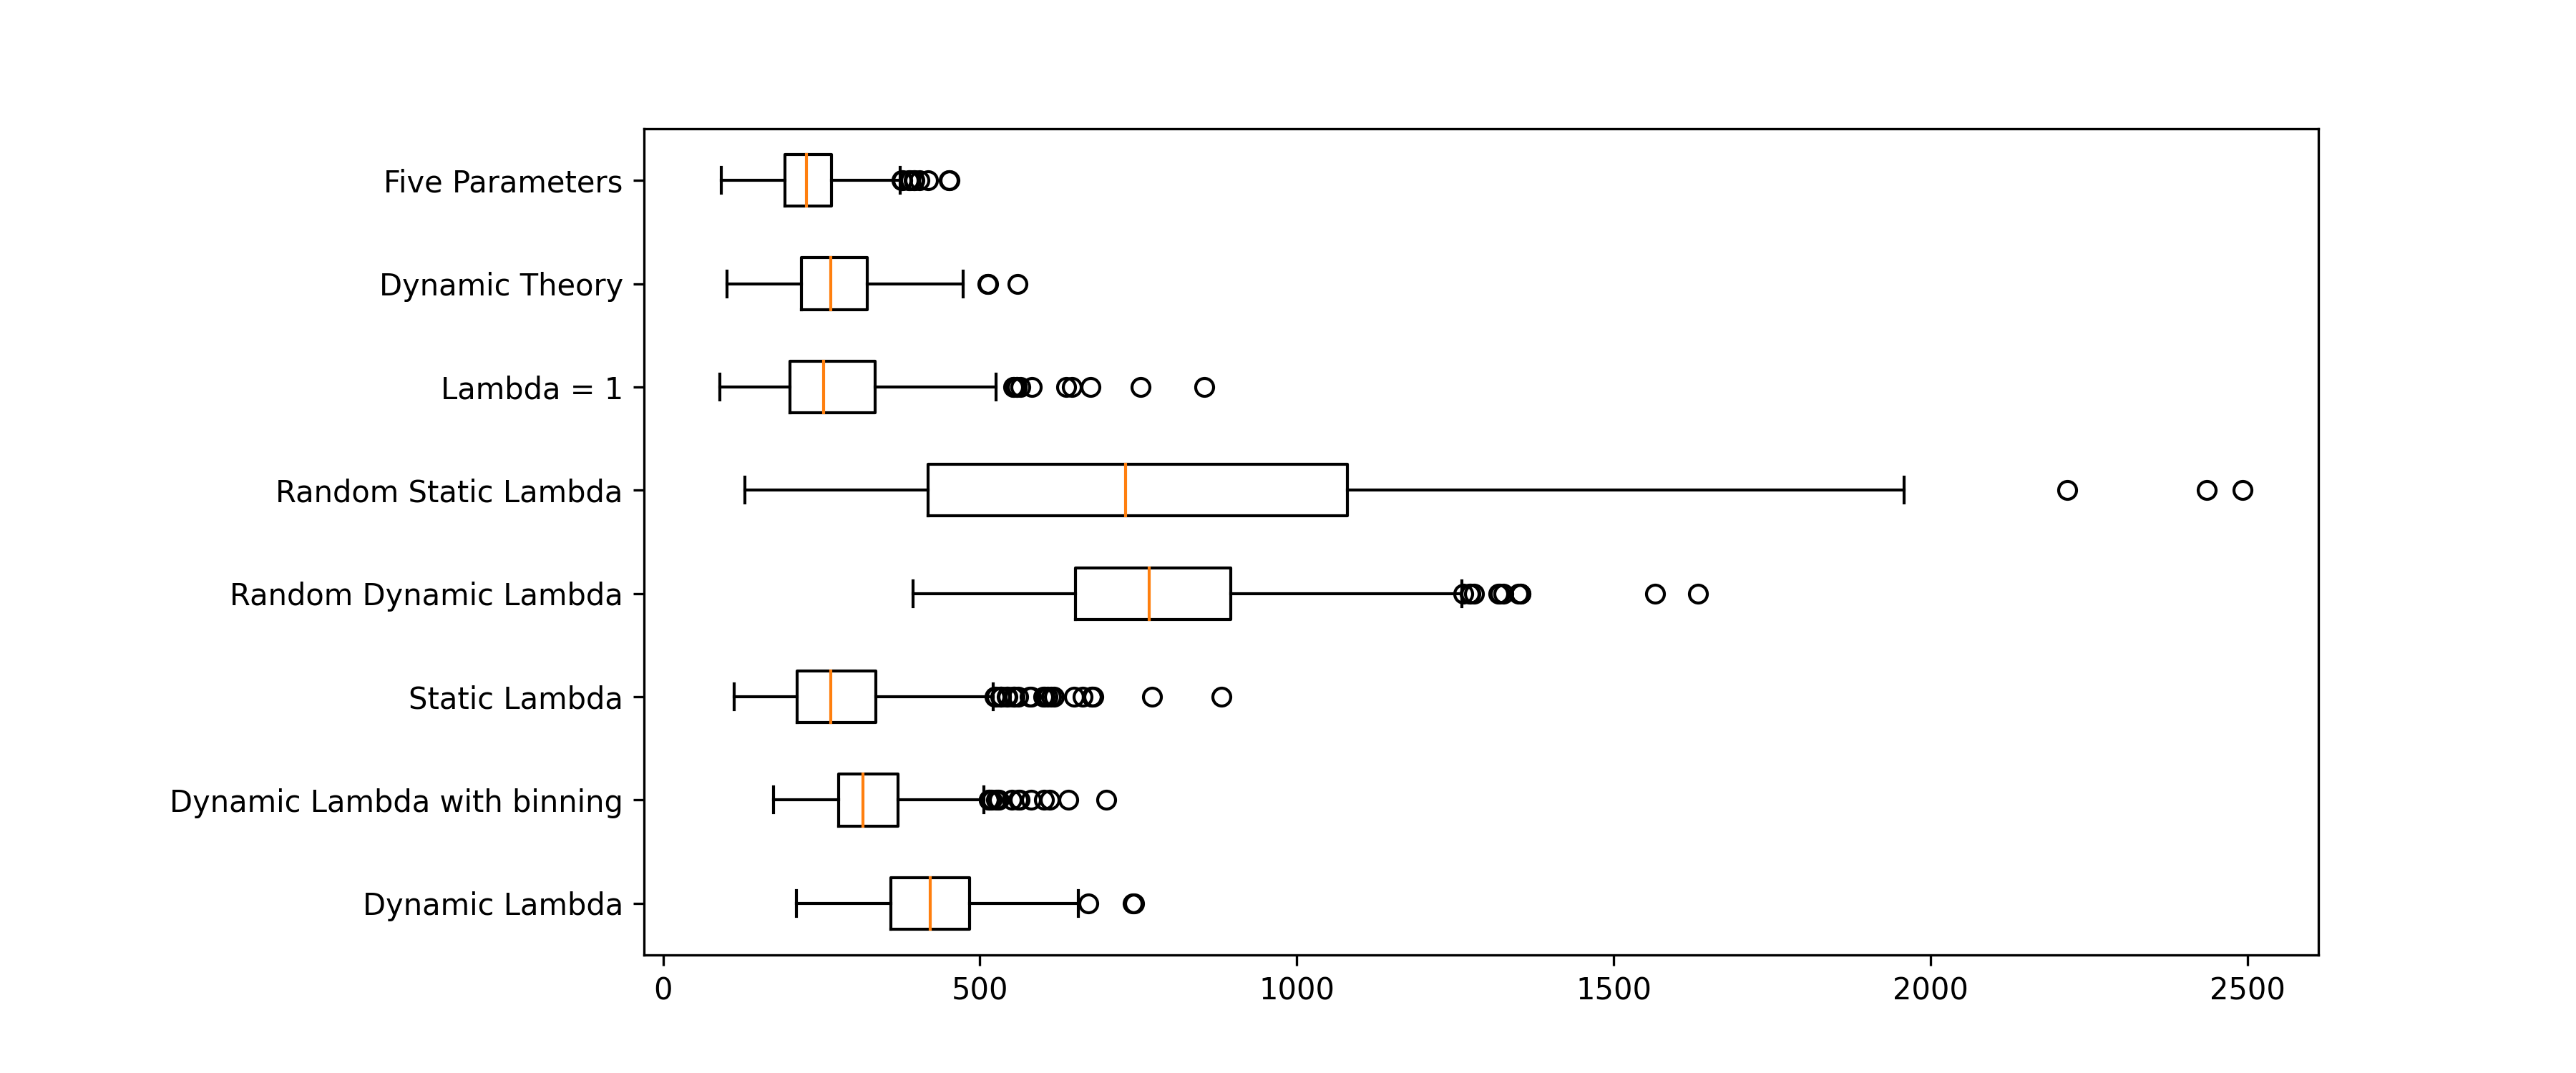 Five Parameters
Dynamic Theory
Lambda = 1
Random Static Lambda
Random Dynamic Lambda
Static Lambda
Dynamic Lambda with binning
Dynamic Lambda
0 500 1000 1500 2000 2500